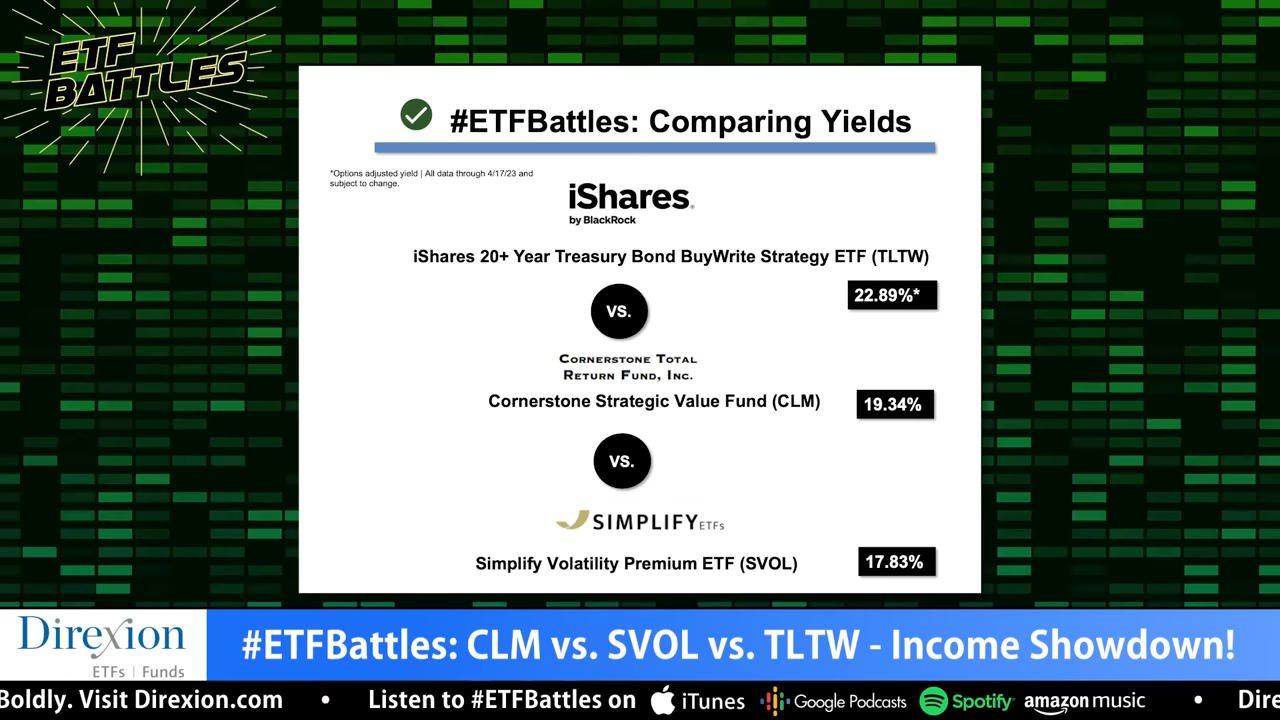 ETF
BATTLES
#ETFBattles: Comparing Yields
*Options adjusted yield | All data through 4/17/23 and
subject to change.
iShares®
by BlackRock
iShares 20+ Year Treasury Bond BuyWrite Strategy ETF (TLTW)
22.89%*
VS.
CORNERSTONE TOTAL
RETURN FUND, INC.
Cornerstone Strategic Value Fund (CLM)
19.34%
VS.
SIMPLIFY ETFs
Simplify Volatility Premium ETF (SVOL)
17.83%
Direxion
ETFs | Funds
#ETFBattles: CLM vs. SVOL vs. TLTW - Income Showdown!
Boldly. Visit Direxion.com • Listen to #ETFBattles on iTunes Google Podcasts Spotify amazon music • Dire